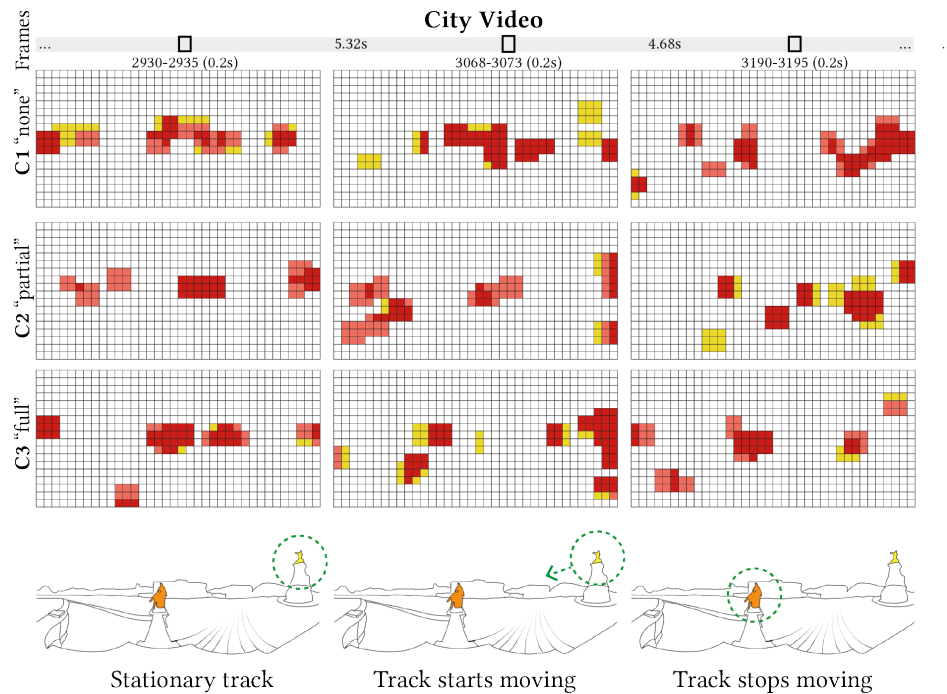 City Video
Frames
... 5.32s 4.68s ...
2930-2935 (0.2s) 3068-3073 (0.2s) 3190-3195 (0.2s)
C1 “none”
C2 “partial”
C3 “full”
Stationary track Track starts moving Track stops moving